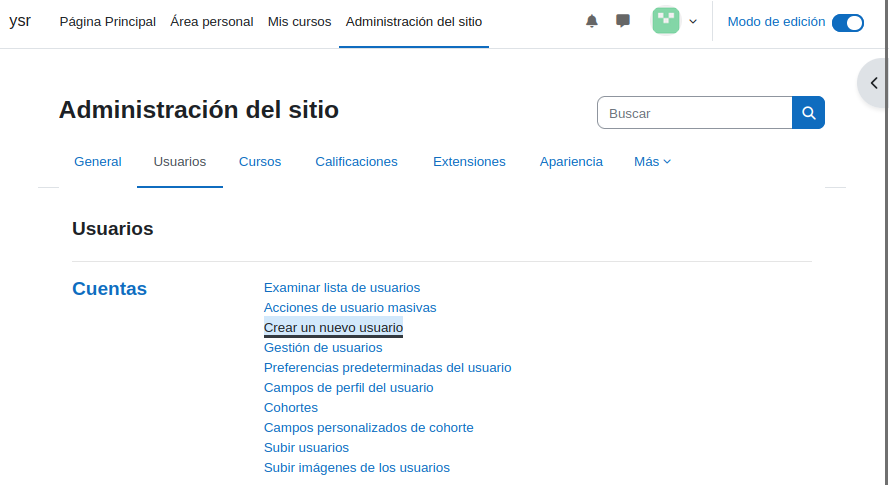 ysr Página Principal Área personal Mis cursos Administración del sitio Modo de edición
Administración del sitio
Buscar
General Usuarios Cursos Calificaciones Extensiones Apariencia Más
Usuarios
Cuentas
Examinar lista de usuarios
Acciones de usuario masivas
Crear un nuevo usuario
Gestión de usuarios
Preferencias predeterminadas del usuario
Campos de perfil del usuario
Cohortes
Campos personalizados de cohorte
Subir usuarios
Subir imágenes de los usuarios